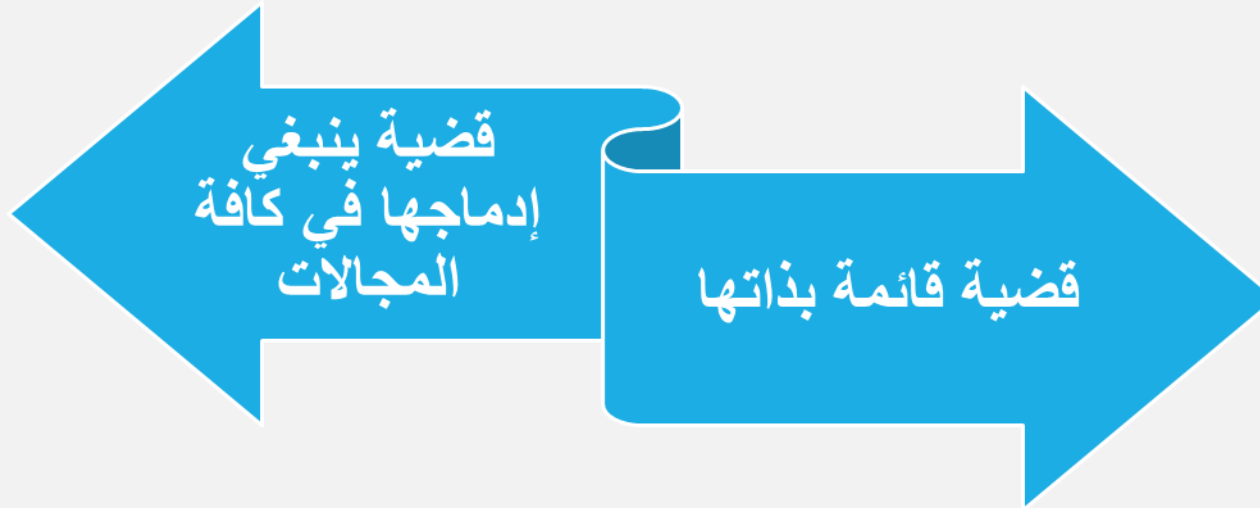 قضية ينبغي
إدماجها في كافة
المجالات
قضية قائمة بذاتها